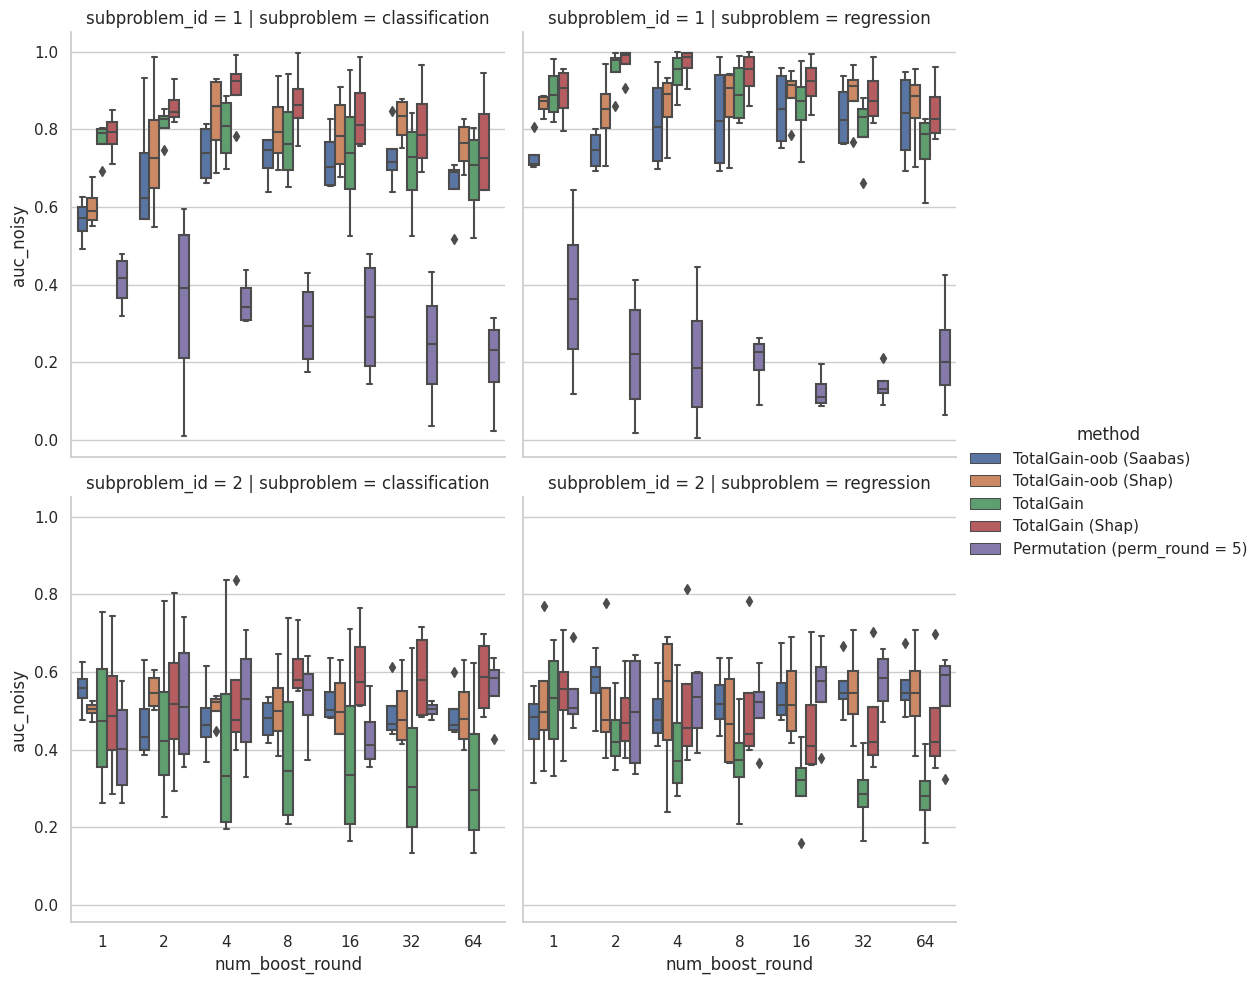 subproblem_id = 1 | subproblem = classification
subproblem_id = 1 | subproblem = regression
1.0
0.8
0.6
0.4
0.2
0.0
auc_noisy
subproblem_id = 2 | subproblem = classification
subproblem_id = 2 | subproblem = regression
1.0
0.8
0.6
0.4
0.2
0.0
auc_noisy
1 2 4 8 16 32 64
num_boost_round
1 2 4 8 16 32 64
num_boost_round
method
TotalGain-oob (Saabas)
TotalGain-oob (Shap)
TotalGain
TotalGain (Shap)
Permutation (perm_round = 5)